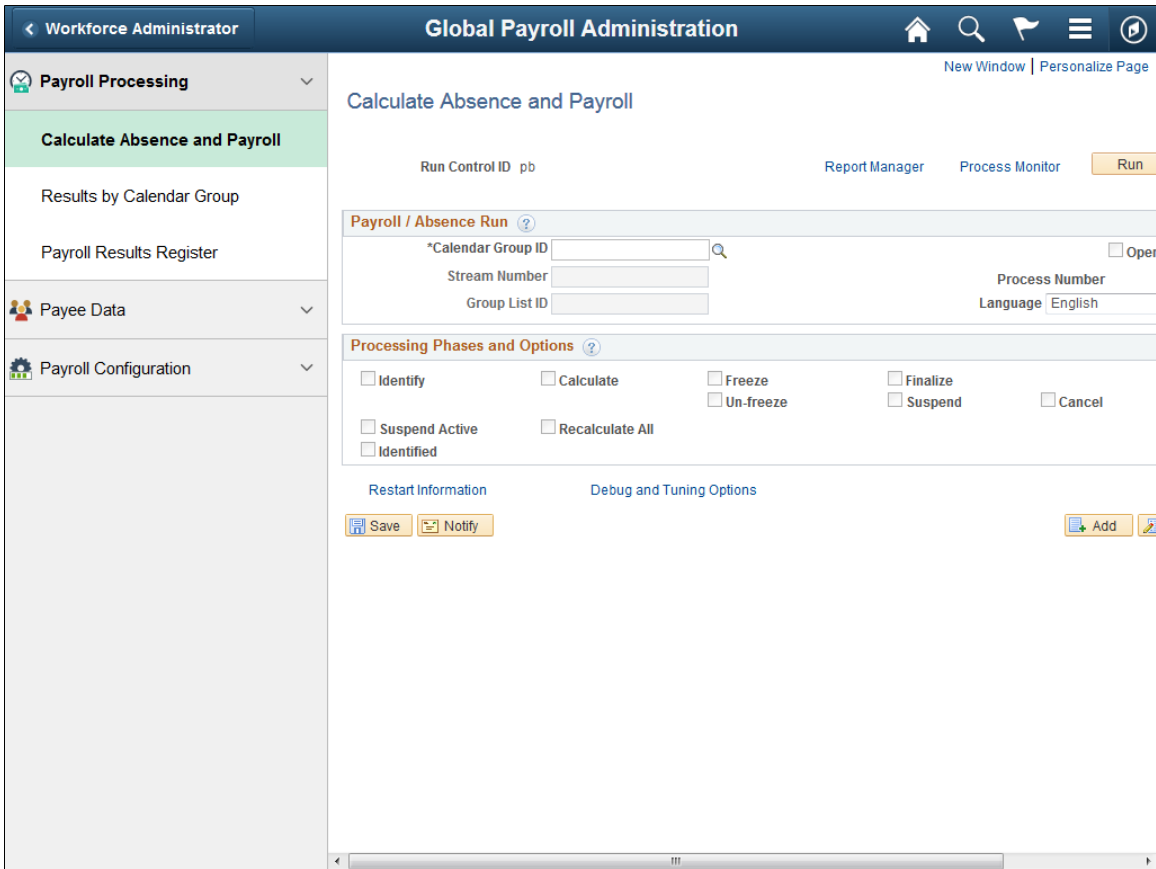 Workforce Administrator
Global Payroll Administration
New Window | Personalize Page
Payroll Processing
Calculate Absence and Payroll
Results by Calendar Group
Payroll Results Register
Payee Data
Payroll Configuration
Calculate Absence and Payroll
Run Control ID pb
Report Manager
Process Monitor
Run
Payroll / Absence Run ?
*Calendar Group ID
Oper
Stream Number
Process Number
Group List ID
Language English
Processing Phases and Options ?
Identify Calculate Freeze Finalize
Un-freeze Suspend Cancel
Suspend Active Recalculate All
Identified
Restart Information Debug and Tuning Options
Save Notify Add